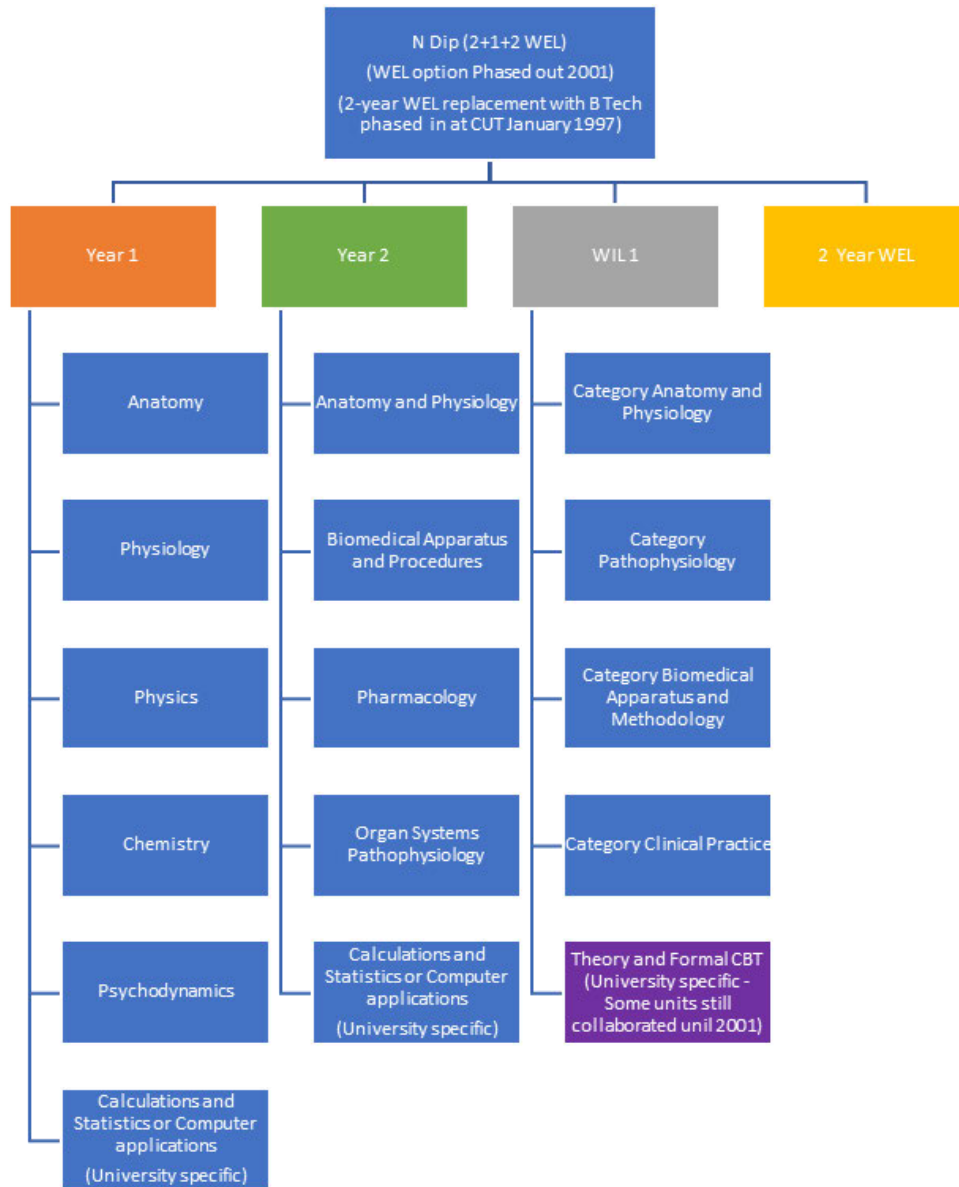 N Dip (2+1+2 WEL)
(WEL option Phased out 2001)
(2-year WEL replacement with B Tech
phased in at CUT January 1997)
Year 1
Year 2
WIL 1
2 Year WEL
Anatomy
Physiology
Physics
Chemistry
Psychodynamics
Calculations and
Statistics or Computer
applications
(University specific)
Anatomy and Physiology
Biomedical Apparatus
and Procedures
Pharmacology
Organ Systems
Pathophysiology
Calculations and
Statistics or Computer
applications
(University specific)
Category Anatomy and
Physiology
Category
Pathophysiology
Category Biomedical
Apparatus and
Methodology
Category Clinical Practice
Theory and Formal CBT
(University specific -
Some units still
collaborated unil 2001)